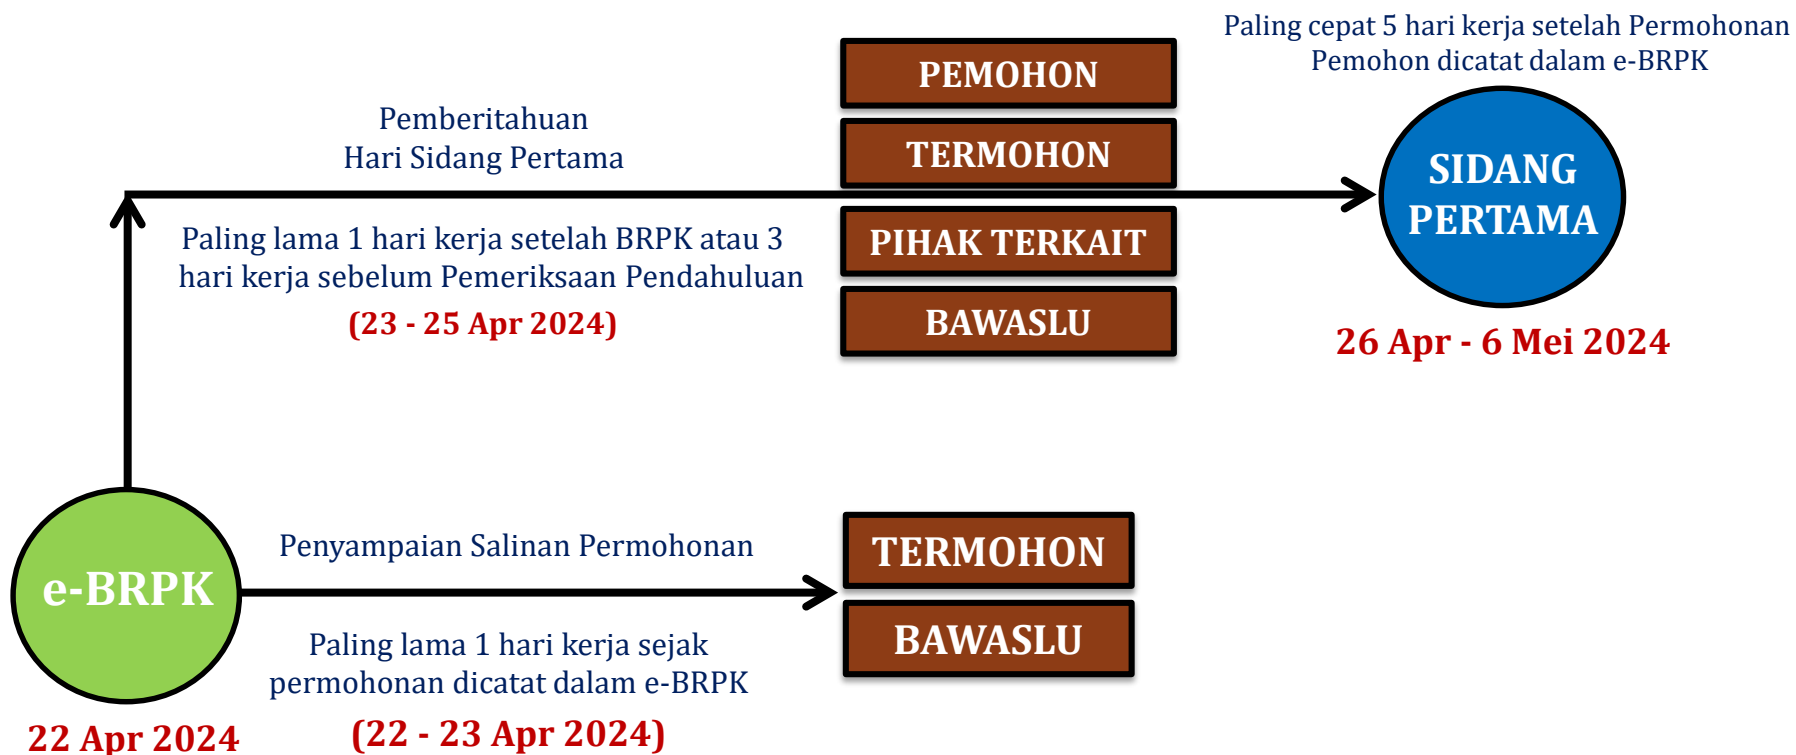 Paling cepat 5 hari kerja setelah Permohonan
Pemohon dicatat dalam e-BRPK
PEMOHON
Pemberitahuan
Hari Sidang Pertama
TERMOHON
SIDANG
PERTAMA
Paling lama 1 hari kerja setelah BRPK atau 3
hari kerja sebelum Pemeriksaan Pendahuluan
(23 - 25 Apr 2024)
PIHAK TERKAIT
BAWASLU
26 Apr - 6 Mei 2024
e-BRPK
22 Apr 2024
Penyampaian Salinan Permohonan
Paling lama 1 hari kerja sejak
permohonan dicatat dalam e-BRPK
(22 - 23 Apr 2024)
TERMOHON
BAWASLU